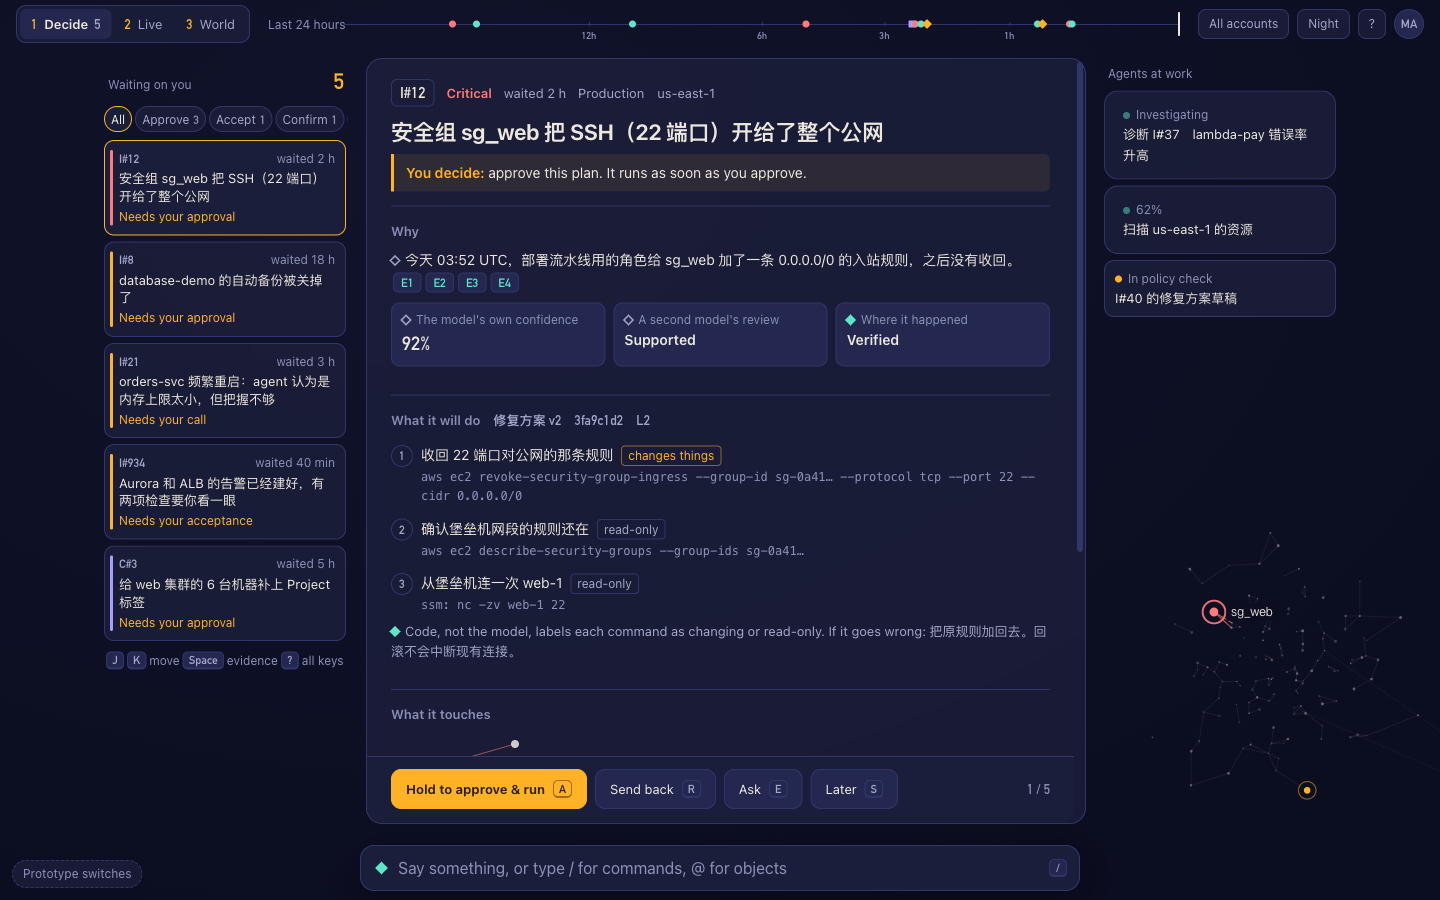 1 Decide 5 2 Live 3 World
Last 24 hours
12h 6h 3h 1h
All accounts Night ? MA
Waiting on you 5
All Approve 3 Accept 1 Confirm 1
I#12 waited 2 h
安全组 sg_web 把 SSH（22 端口）
开给了整个公网
Needs your approval
I#8 waited 18 h
database-demo 的自动备份被关掉
了
Needs your approval
I#21 waited 3 h
orders-svc 频繁重启：agent 认为是
内存上限太小，但把握不够
Needs your call
I#934 waited 40 min
Aurora 和 ALB 的告警已经建好，有
两项检查要你看一眼
Needs your acceptance
C#3 waited 5 h
给 web 集群的 6 台机器补上 Project
标签
Needs your approval
J K move Space evidence ? all keys
I#12 Critical waited 2 h Production us-east-1
安全组 sg_web 把 SSH（22 端口）开给了整个公网
You decide: approve this plan. It runs as soon as you approve.
Why
今天 03:52 UTC，部署流水线用的角色给 sg_web 加了一条 0.0.0.0/0 的入站规则，之后没有收回。
E1 E2 E3 E4
The model's own confidence
92%
A second model's review
Supported
Where it happened
Verified
What it will do 修复方案 v2 3fa9c1d2 L2
1 收回 22 端口对公网的那条规则 changes things
aws ec2 revoke-security-group-ingress --group-id sg-0a41… --protocol tcp --port 22 --
cidr 0.0.0.0/0
2 确认堡垒机网段的规则还在 read-only
aws ec2 describe-security-groups --group-ids sg-0a41…
3 从堡垒机连一次 web-1 read-only
ssm: nc -zv web-1 22
Code, not the model, labels each command as changing or read-only. If it goes wrong: 把原规则加回去。回
滚不会中断现有连接。
What it touches
Hold to approve & run A Send back R Ask E Later S 1 / 5
Say something, or type / for commands, @ for objects /
Agents at work
Investigating
诊断 I#37 lambda-pay 错误率
升高
62%
扫描 us-east-1 的资源
In policy check
I#40 的修复方案草稿
sg_web
Prototype switches